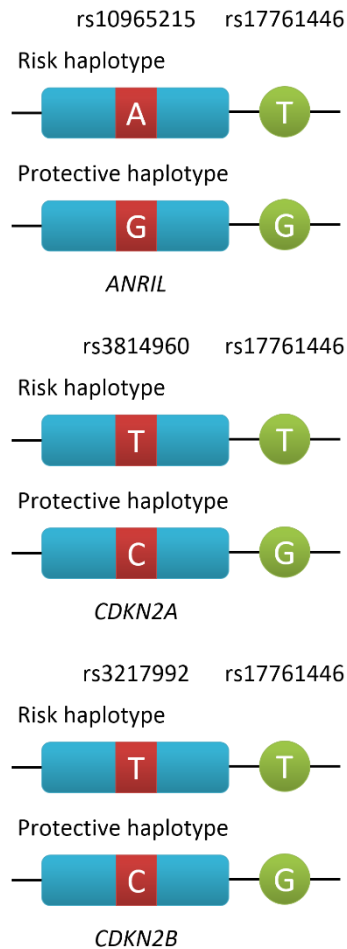 rs10965215 rs17761446
Risk haplotype
A T
Protective haplotype
G G
ANRIL
rs3814960 rs17761446
Risk haplotype
T T
Protective haplotype
C G
CDKN2A
rs3217992 rs17761446
Risk haplotype
T T
Protective haplotype
C G
CDKN2B